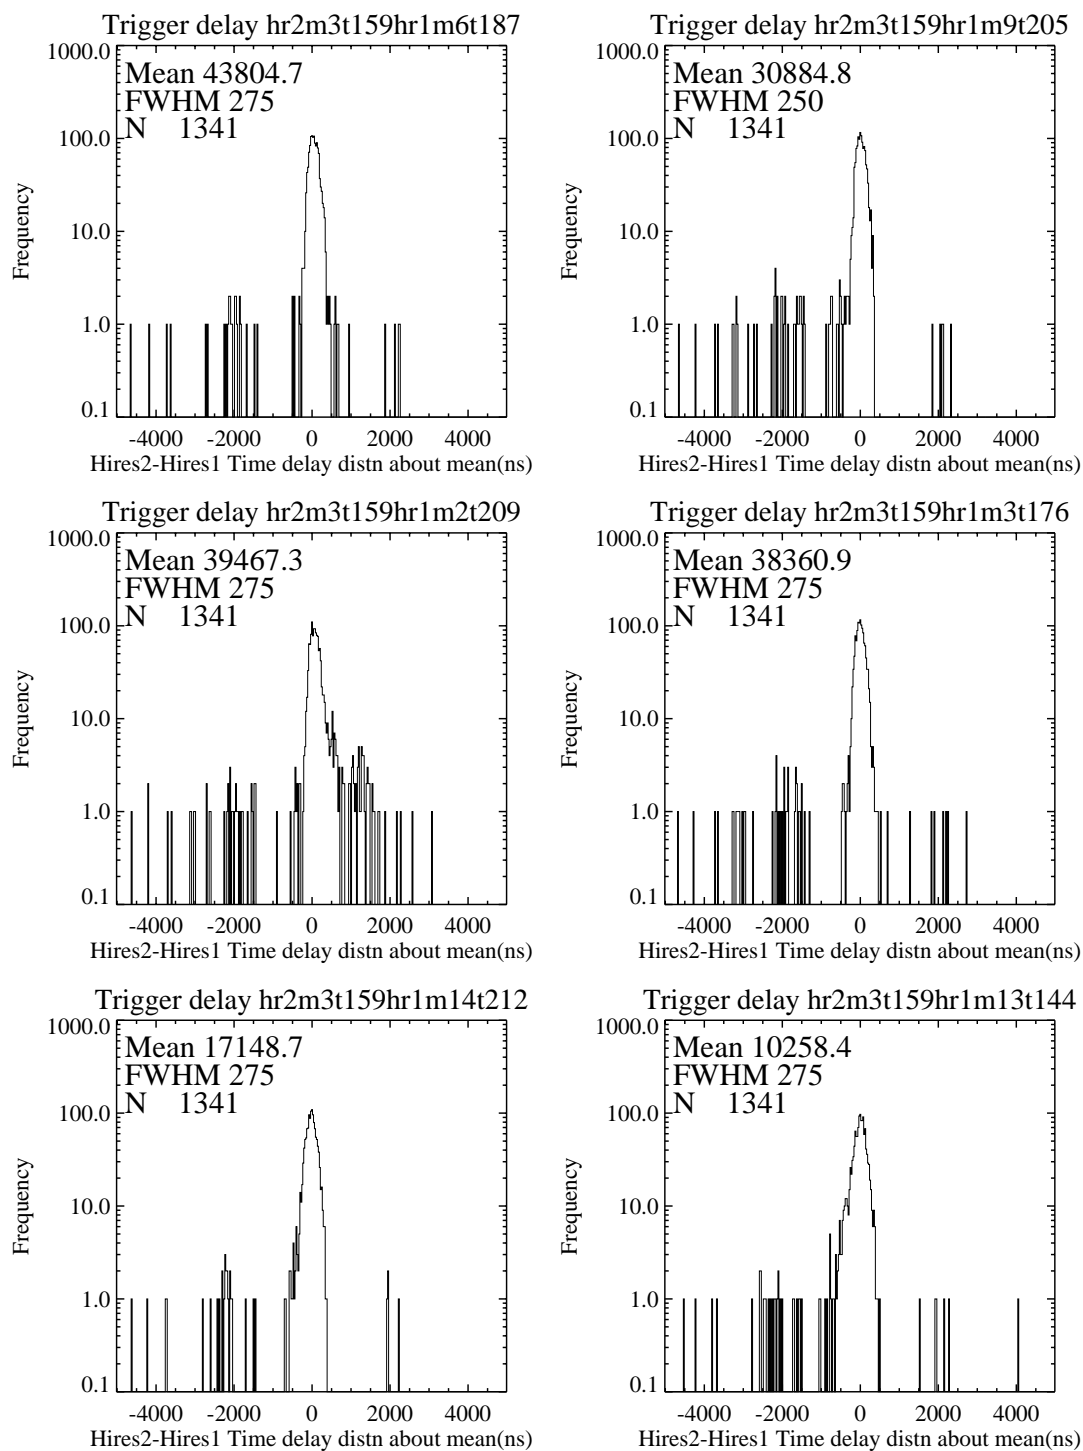 Trigger delay hr2m3t159hr1m6t187
1000.0
100.0
10.0
1.0
0.1
Mean 43804.7
FWHM 275
N 1341
Frequency
-4000 -2000 0 2000 4000
Hires2-Hires1 Time delay distn about mean(ns)
Trigger delay hr2m3t159hr1m9t205
1000.0
100.0
10.0
1.0
0.1
Mean 30884.8
FWHM 250
N 1341
Frequency
-4000 -2000 0 2000 4000
Hires2-Hires1 Time delay distn about mean(ns)
Trigger delay hr2m3t159hr1m2t209
1000.0
100.0
10.0
1.0
0.1
Mean 39467.3
FWHM 275
N 1341
Frequency
-4000 -2000 0 2000 4000
Hires2-Hires1 Time delay distn about mean(ns)
Trigger delay hr2m3t159hr1m3t176
1000.0
100.0
10.0
1.0
0.1
Mean 38360.9
FWHM 275
N 1341
Frequency
-4000 -2000 0 2000 4000
Hires2-Hires1 Time delay distn about mean(ns)
Trigger delay hr2m3t159hr1m14t212
1000.0
100.0
10.0
1.0
0.1
Mean 17148.7
FWHM 275
N 1341
Frequency
-4000 -2000 0 2000 4000
Hires2-Hires1 Time delay distn about mean(ns)
Trigger delay hr2m3t159hr1m13t144
1000.0
100.0
10.0
1.0
0.1
Mean 10258.4
FWHM 275
N 1341
Frequency
-4000 -2000 0 2000 4000
Hires2-Hires1 Time delay distn about mean(ns)